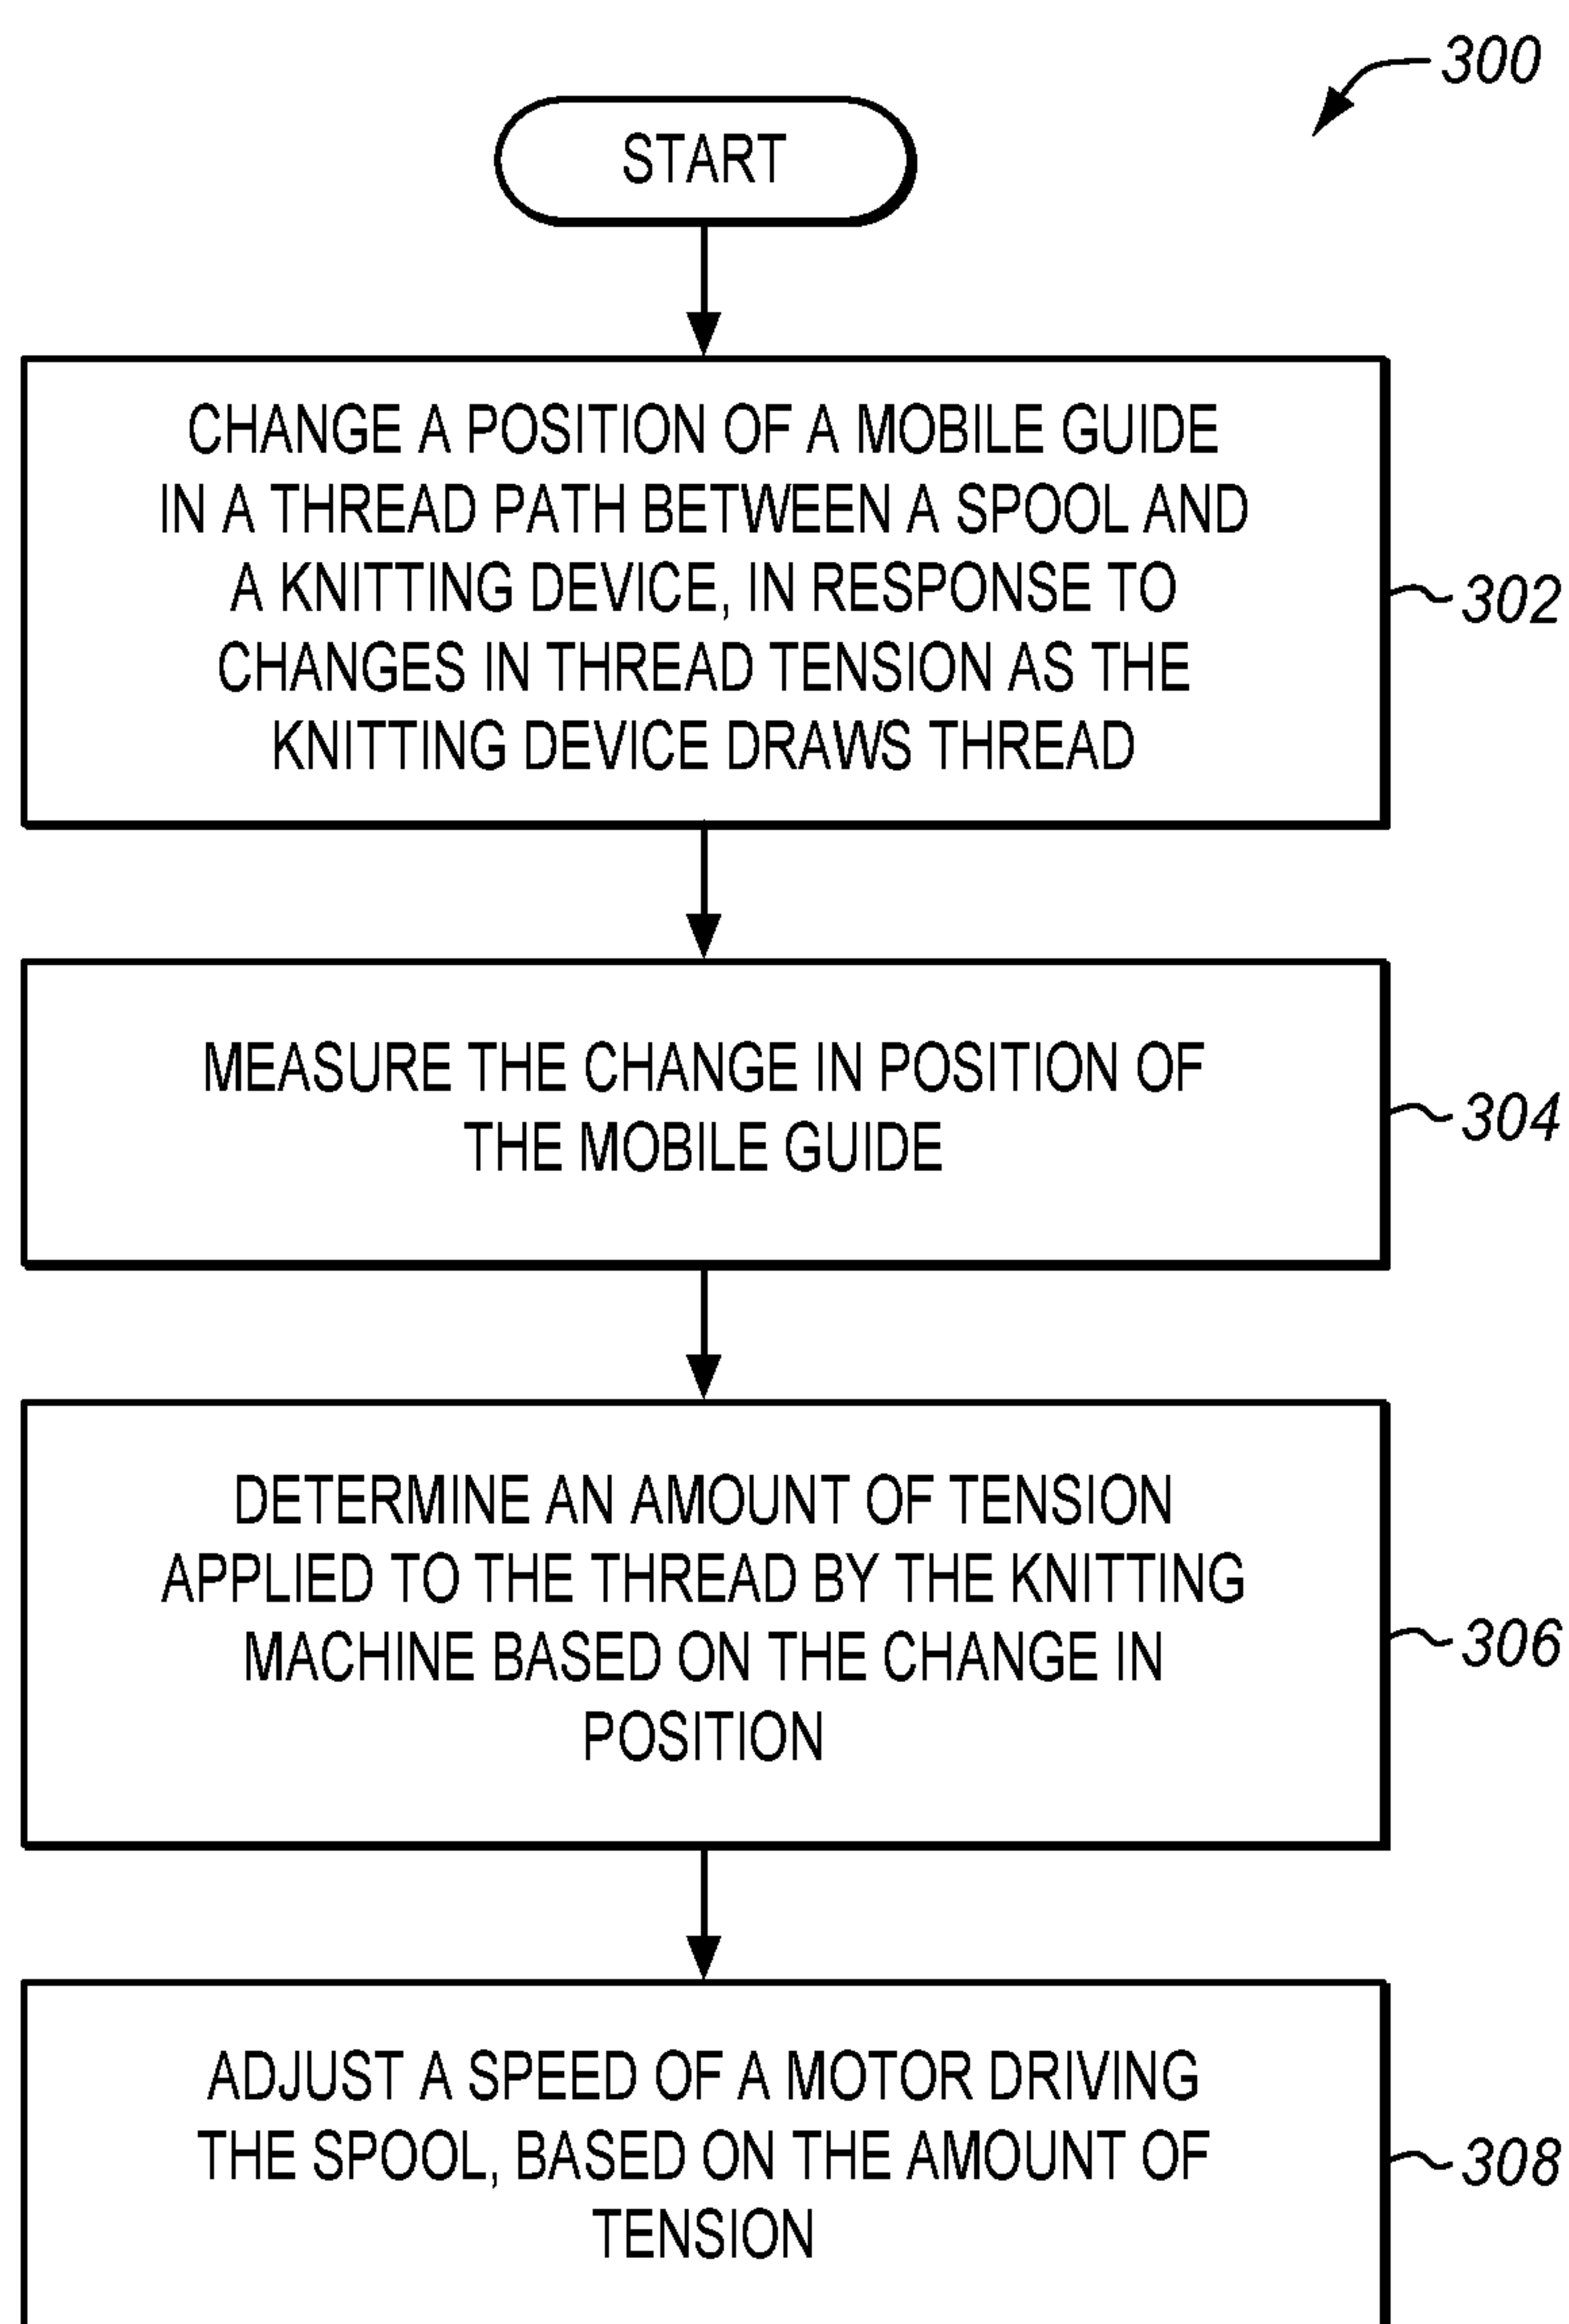 300
START
CHANGE A POSITION OF A MOBILE GUIDE
IN A THREAD PATH BETWEEN A SPOOL AND
A KNITTING DEVICE, IN RESPONSE TO
CHANGES IN THREAD TENSION AS THE
KNITTING DEVICE DRAWS THREAD
302
MEASURE THE CHANGE IN POSITION OF
THE MOBILE GUIDE
304
DETERMINE AN AMOUNT OF TENSION
APPLIED TO THE THREAD BY THE KNITTING
MACHINE BASED ON THE CHANGE IN
POSITION
306
ADJUST A SPEED OF A MOTOR DRIVING
THE SPOOL, BASED ON THE AMOUNT OF
TENSION
308